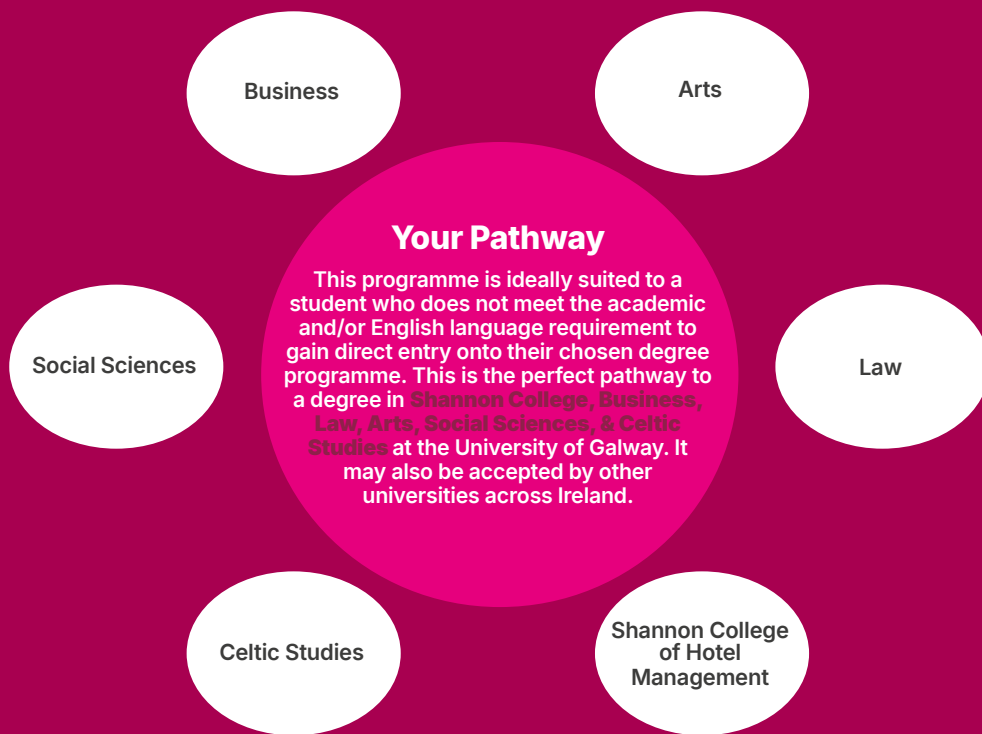 Business
Arts
Your Pathway
This programme is ideally suited to a
student who does not meet the academic
and/or English language requirement to
gain direct entry onto their chosen degree
programme. This is the perfect pathway to
a degree in Shannon College, Business,
Law, Arts, Social Sciences, & Celtic
Studies at the University of Galway. It
may also be accepted by other
universities across Ireland.
Social Sciences
Law
Celtic Studies
Shannon College
of Hotel
Management